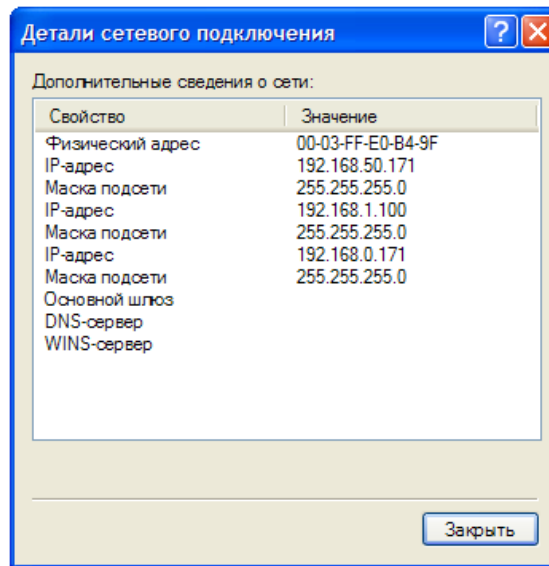 Детали сетевого подключения
Дополнительные сведения о сети:
Свойство Значение
Физический адрес 00-03-FF-E0-B4-9F
IP-адрес 192.168.50.171
Маска подсети 255.255.255.0
IP-адрес 192.168.1.100
Маска подсети 255.255.255.0
IP-адрес 192.168.0.171
Маска подсети 255.255.255.0
Основной шлюз
DNS-сервер
WINS-сервер
Закрыть